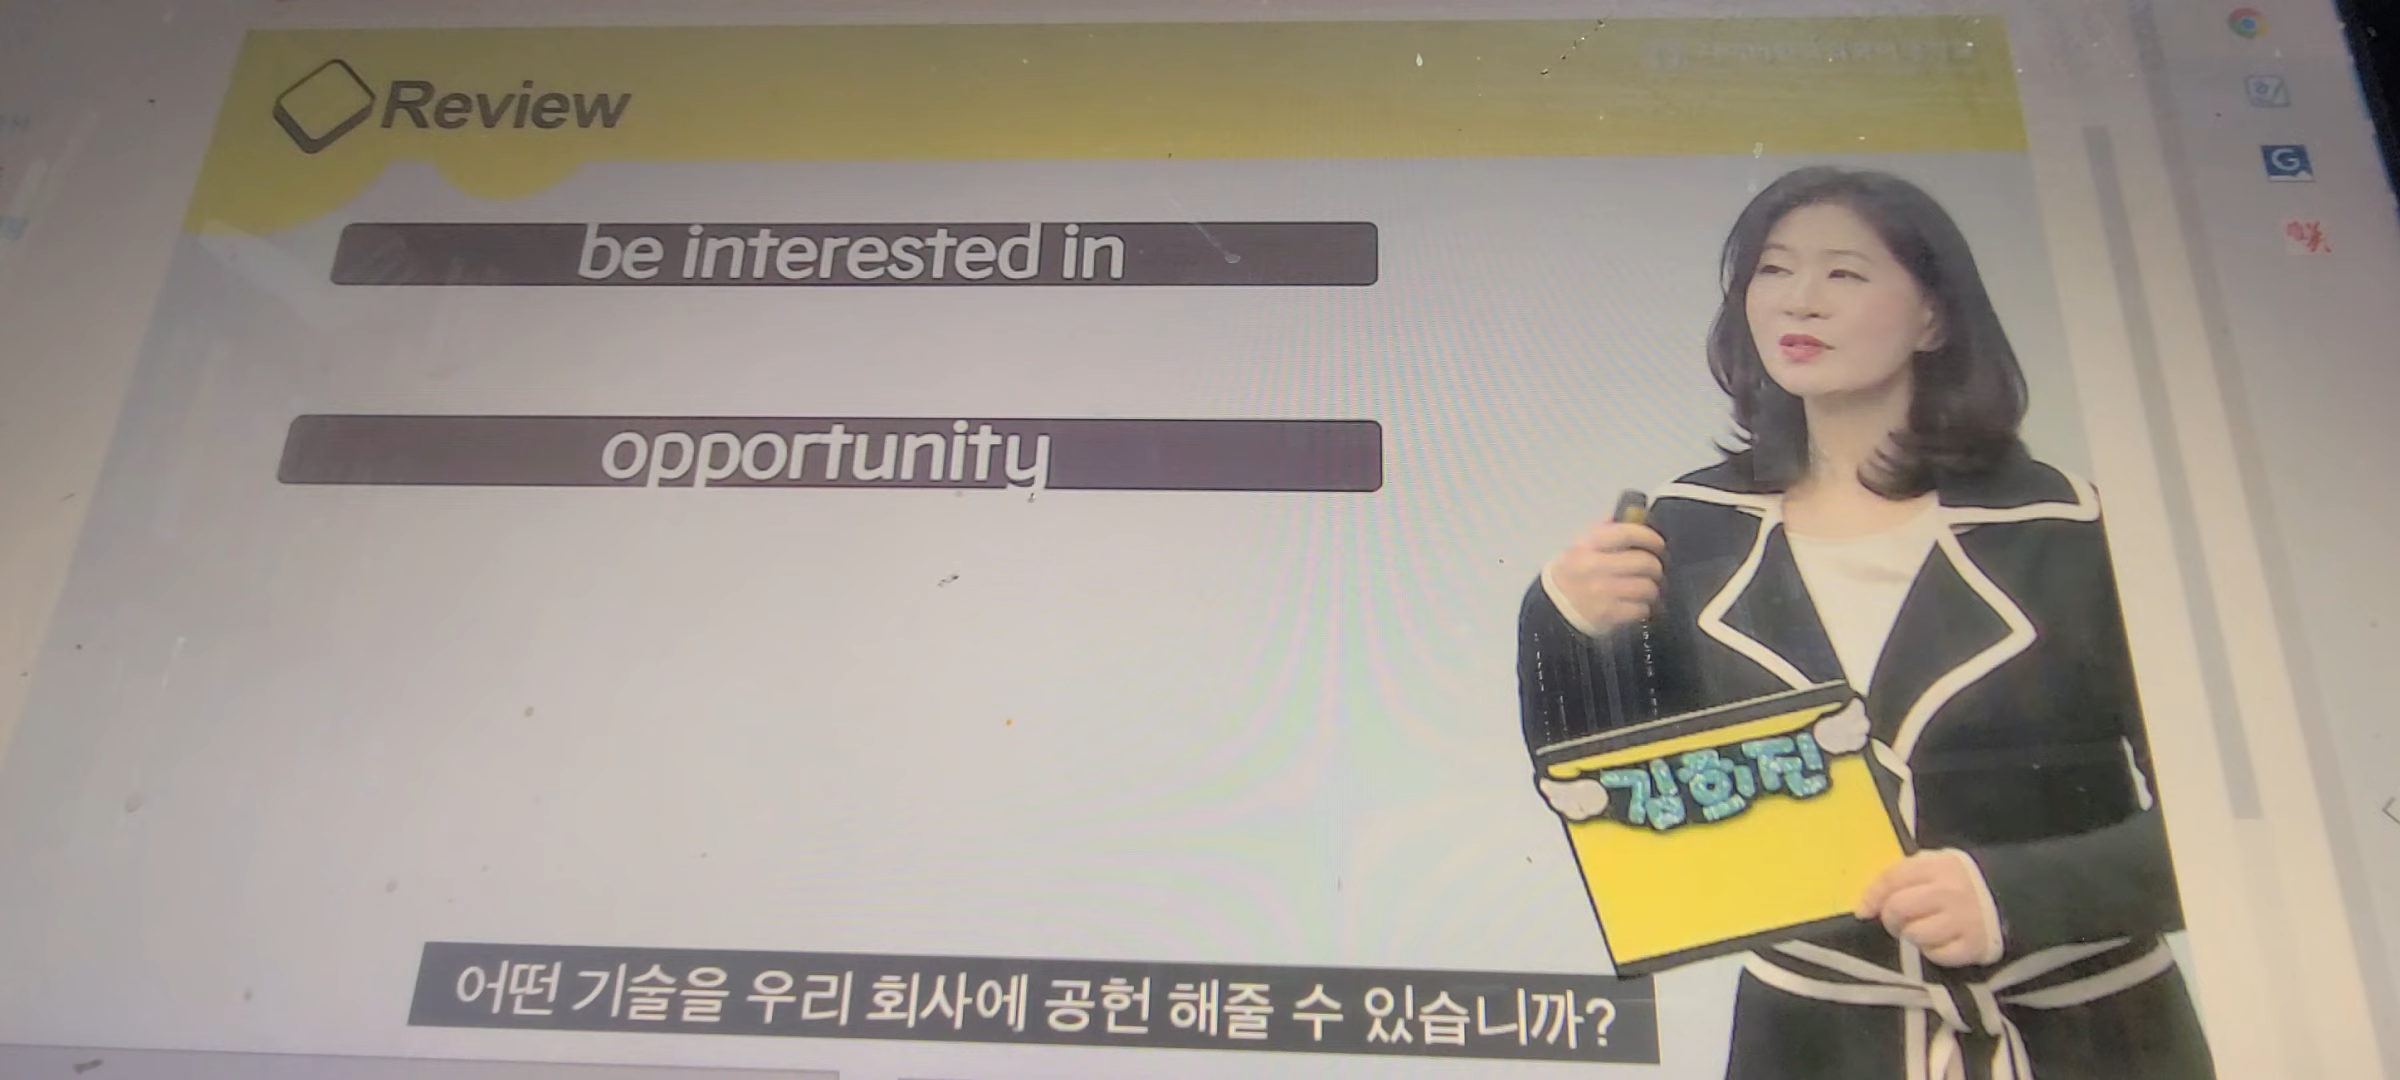 Review
be interested in
opportunity
김희진
어떤 기술을 우리 회사에 공헌 해줄 수 있습니까?